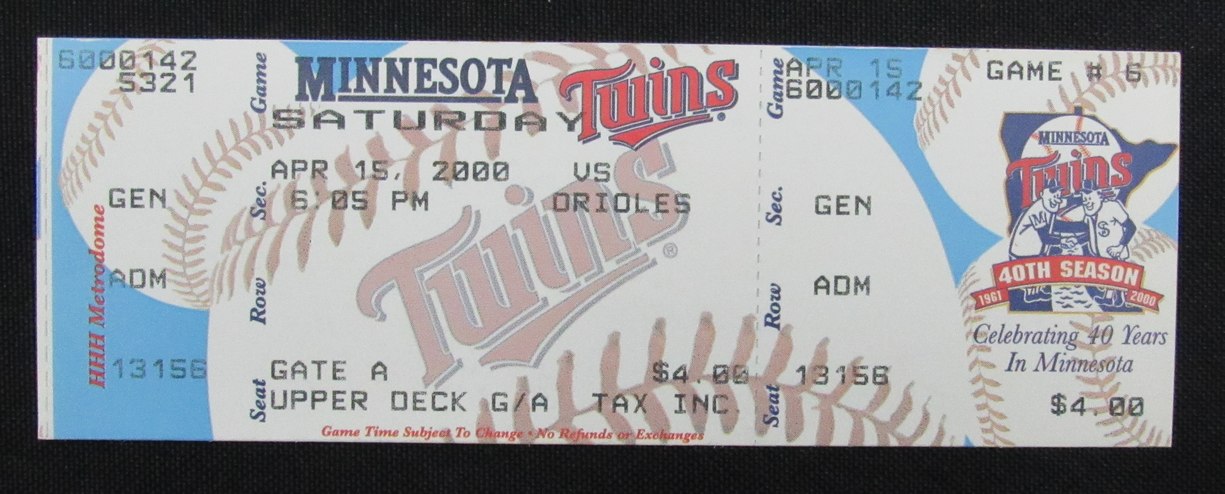 6000142
5321
GEN
ADM
13156
HHH Metrodome
Game
Sec.
Row
Seat
MINNESOTA Twins®
SATURDAY
APR 15, 2000 VS
6:05 PM ORIOLES
Twins®
GATE A $4.00
UPPER DECK G/A TAX INC.
Game Time Subject To Change • No Refunds or Exchanges
Game
Sec.
Row
Seat
APR 15
6000142
GEN
ADM
13156
GAME # 6
MINNESOTA
Twins
M
S
40TH SEASON
1961 2000
Celebrating 40 Years
In Minnesota
$4.00